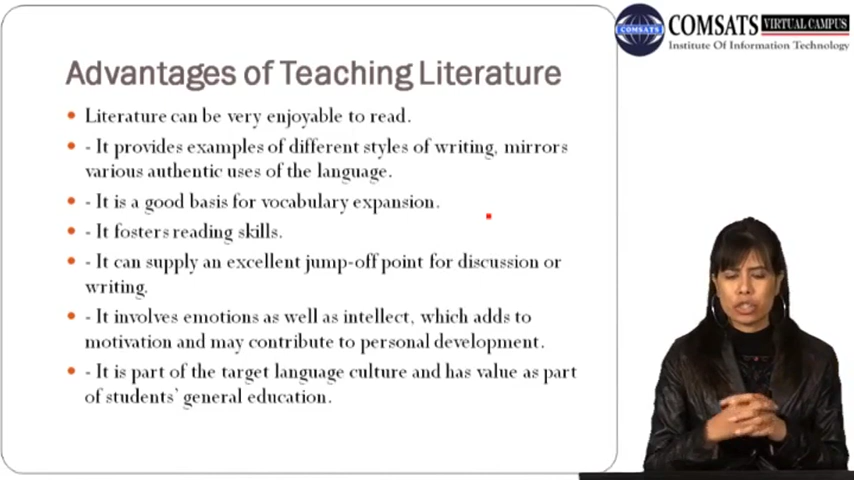 COMSATS VIRTUAL CAMPUS
COMSATS
Institute Of Information Technology
Advantages of Teaching Literature
• Literature can be very enjoyable to read.
• - It provides examples of different styles of writing, mirrors
various authentic uses of the language.
• - It is a good basis for vocabulary expansion.
• - It fosters reading skills.
• - It can supply an excellent jump-off point for discussion or
writing.
• - It involves emotions as well as intellect, which adds to
motivation and may contribute to personal development.
• - It is part of the target language culture and has value as part
of students' general education.